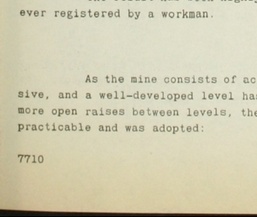 ever registered by a workman.
As the mine consists of ac
sive, and a well-developed level has
more open raises between levels, the
practicable and was adopted:
7710